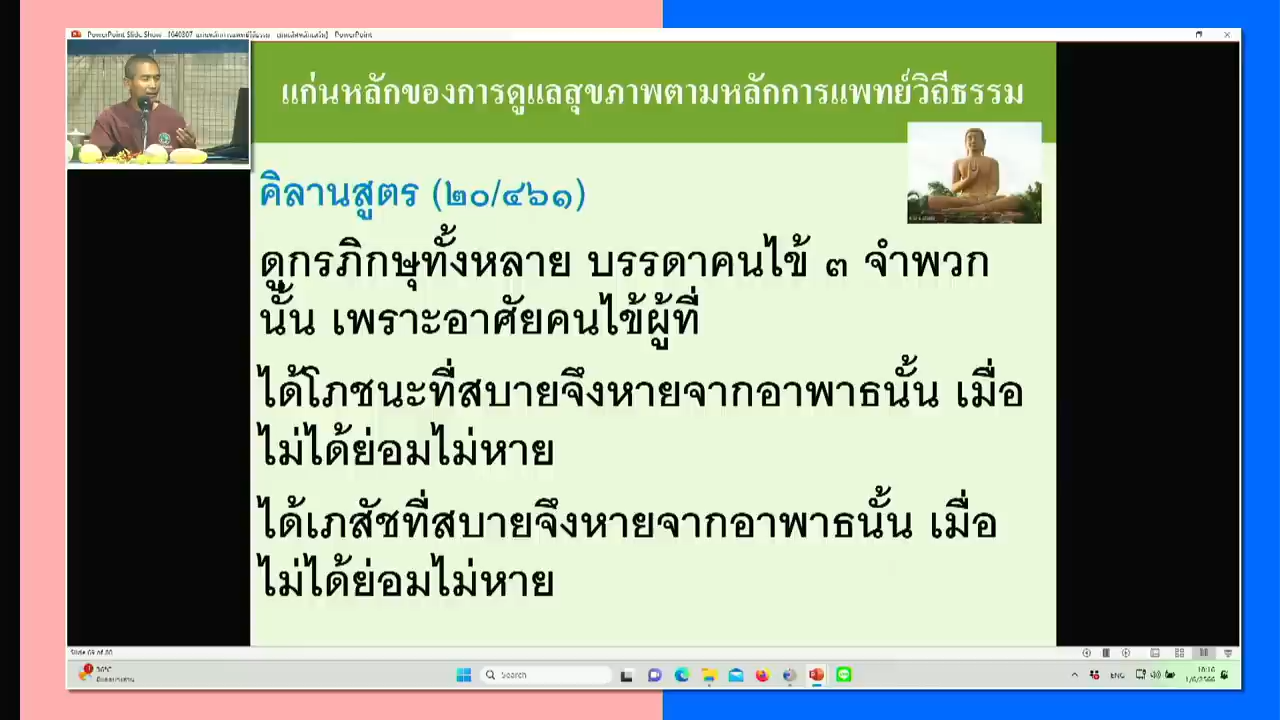 PowerPoint Slide Show - PowerPoint
แก่นหลักของการดูแลสุขภาพตามหลักการแพทย์วิถีธรรม
คิลานสูตร (๒๐/๔๖๑)
ดูกรภิกษุทั้งหลาย บรรดาคนไข้ ๓ จำพวก
นั้น เพราะอาศัยคนไข้ผู้ที่
ได้โภชนะที่สบายจึงหายจากอาพาธนั้น เมื่อ
ไม่ได้ย่อมไม่หาย
ได้เภสัชที่สบายจึงหายจากอาพาธนั้น เมื่อ
ไม่ได้ย่อมไม่หาย
Search
ENG